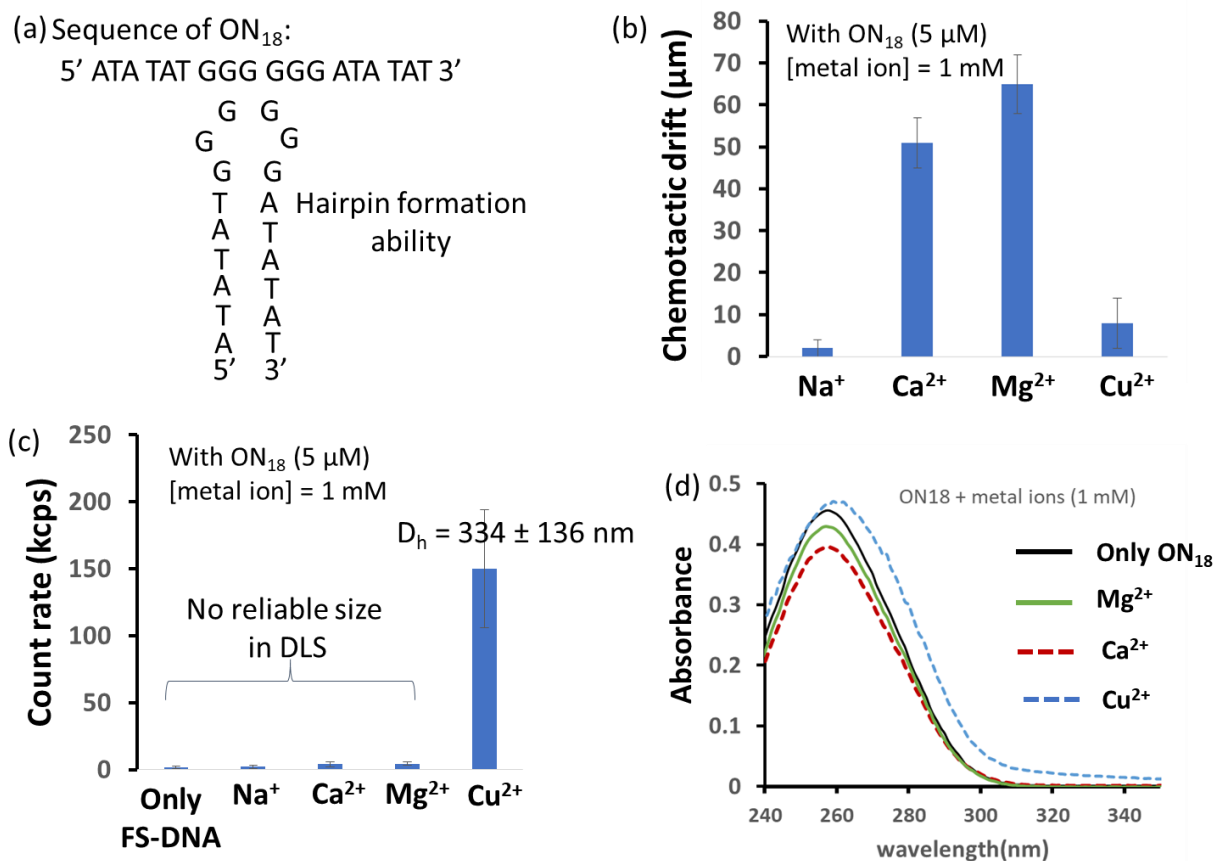 (a) Sequence of ON₁₈:
5’ ATA TAT GGG GGG ATA TAT 3’
G G
G G
G G
T A
A T
T A
A T
T A
A T
5’ 3’
Hairpin formation
ability
(b)
With ON₁₈ (5 μM)
[metal ion] = 1 mM
Chemotactic drift (μm)
80
70
60
50
40
30
20
10
0
Na⁺ Ca²⁺ Mg²⁺ Cu²⁺
(c)
With ON₁₈ (5 μM)
[metal ion] = 1 mM
Dₕ = 334 ± 136 nm
No reliable size
in DLS
Count rate (kcps)
250
200
150
100
50
0
Only
FS-DNA
Na⁺ Ca²⁺ Mg²⁺ Cu²⁺
(d)
ON18 + metal ions (1 mM)
Only ON₁₈
Mg²⁺
Ca²⁺
Cu²⁺
Absorbance
0.5
0.4
0.3
0.2
0.1
0
240 260 280 300 320 340
wavelength(nm)